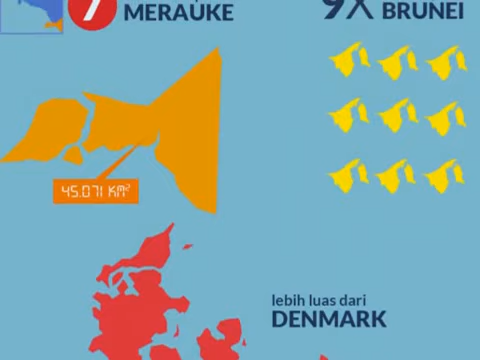 7
MERAUKE
9X BRUNEI
45.071 KM²
lebih luas dari
DENMARK